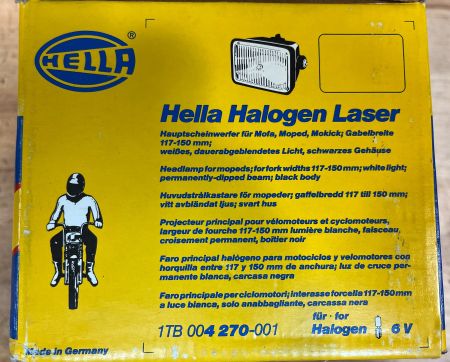 HELLA ®
Hella Halogen Laser
Hauptscheinwerfer für Mofa, Moped, Mokick; Gabelbreite
117-150 mm;
weißes, dauerabgeblendetes Licht, schwarzes Gehäuse
Headlamp for mopeds; for fork widths 117-150 mm; white light;
permanently-dipped beam; black body
Huvudstrålkastare för mopeder; gaffelbredd 117 till 150 mm;
vitt avbländat ljus; svart hus
Projecteur principal pour vélomoteurs et cyclomoteurs,
largeur de fourche 117-150 mm lumière blanche, faisceau,
croisement permanent, boîtier noir
Faro principal halógeno para motociclos y velomotores con
horquilla entre 117 y 150 mm de anchura; luz de cruce per-
manente blanca, carcasa negra
Faro principale per ciclomotori; interasse forcella 117-150 mm
a luce bianca, solo anabbagliante, carcassa nera
für · for
1TB 004 270-001 Halogen 6 V
Made in Germany